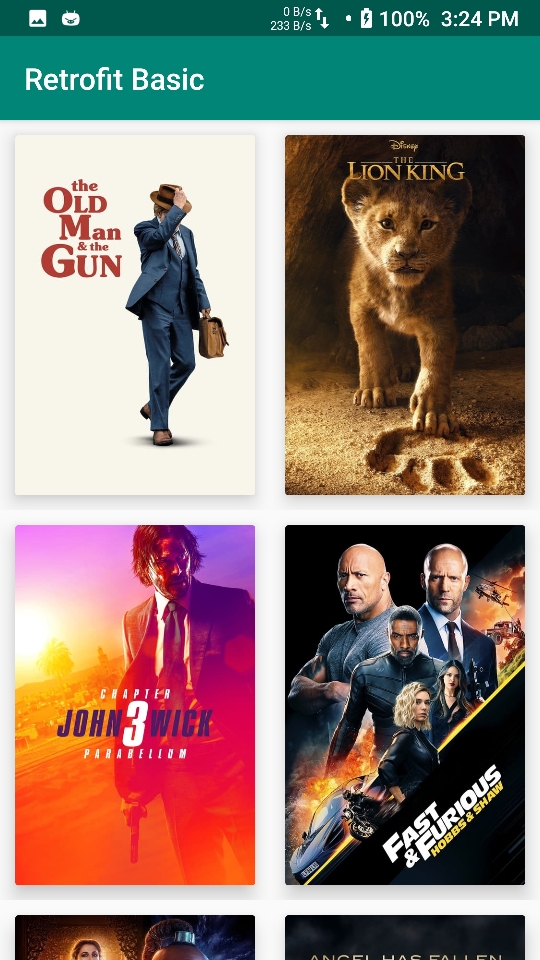 0 B/s
233 B/s
100%
3:24 PM
Retrofit Basic
the
OLD
Man
& the
GUN
Disney
THE
LION KING
CHAPTER
JOHN 3 WICK
PARABELLUM
FAST
& FURIOUS
HOBBS & SHAW
ANGEL HAS FALLEN